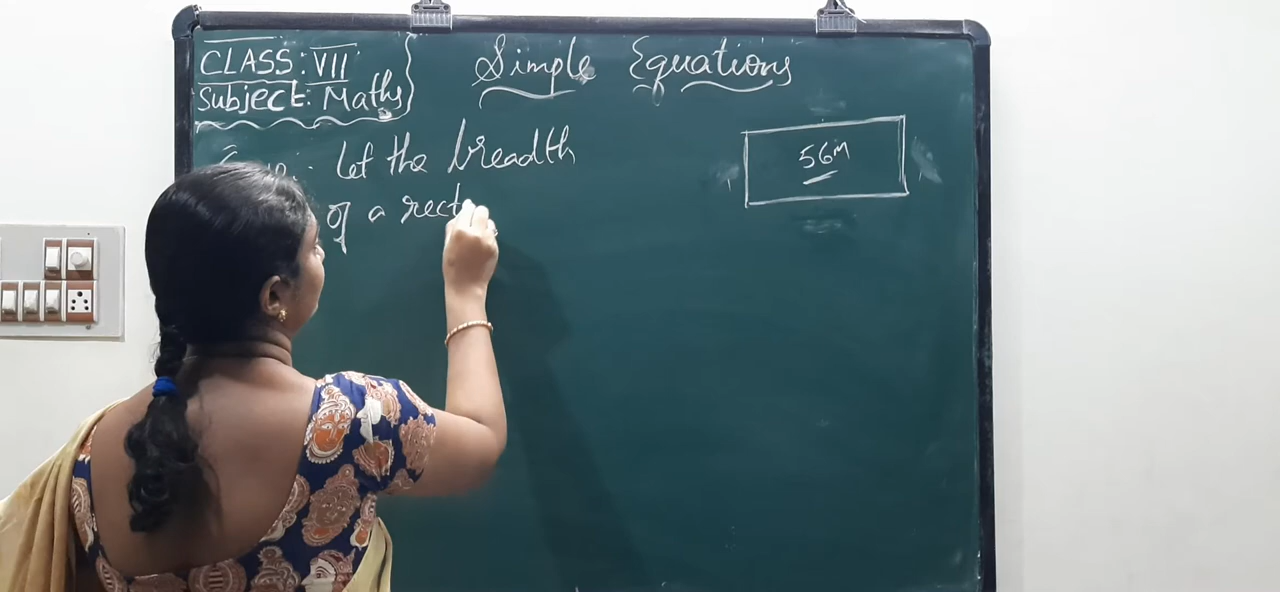 CLASS: VII
Subject: Maths
Simple Equations
let the breadth
of a rect
56m